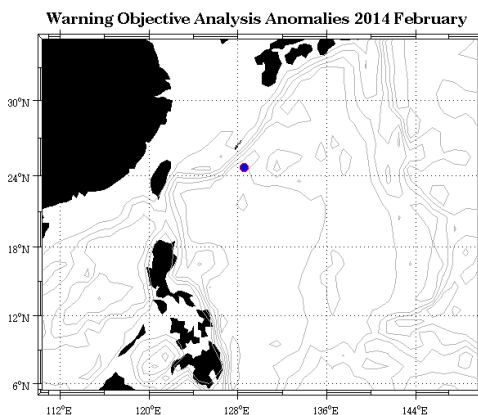 Warning Objective Analysis Anomalies 2014 February
30°N
24°N
18°N
12°N
6°N
112°E 120°E 128°E 136°E 144°E